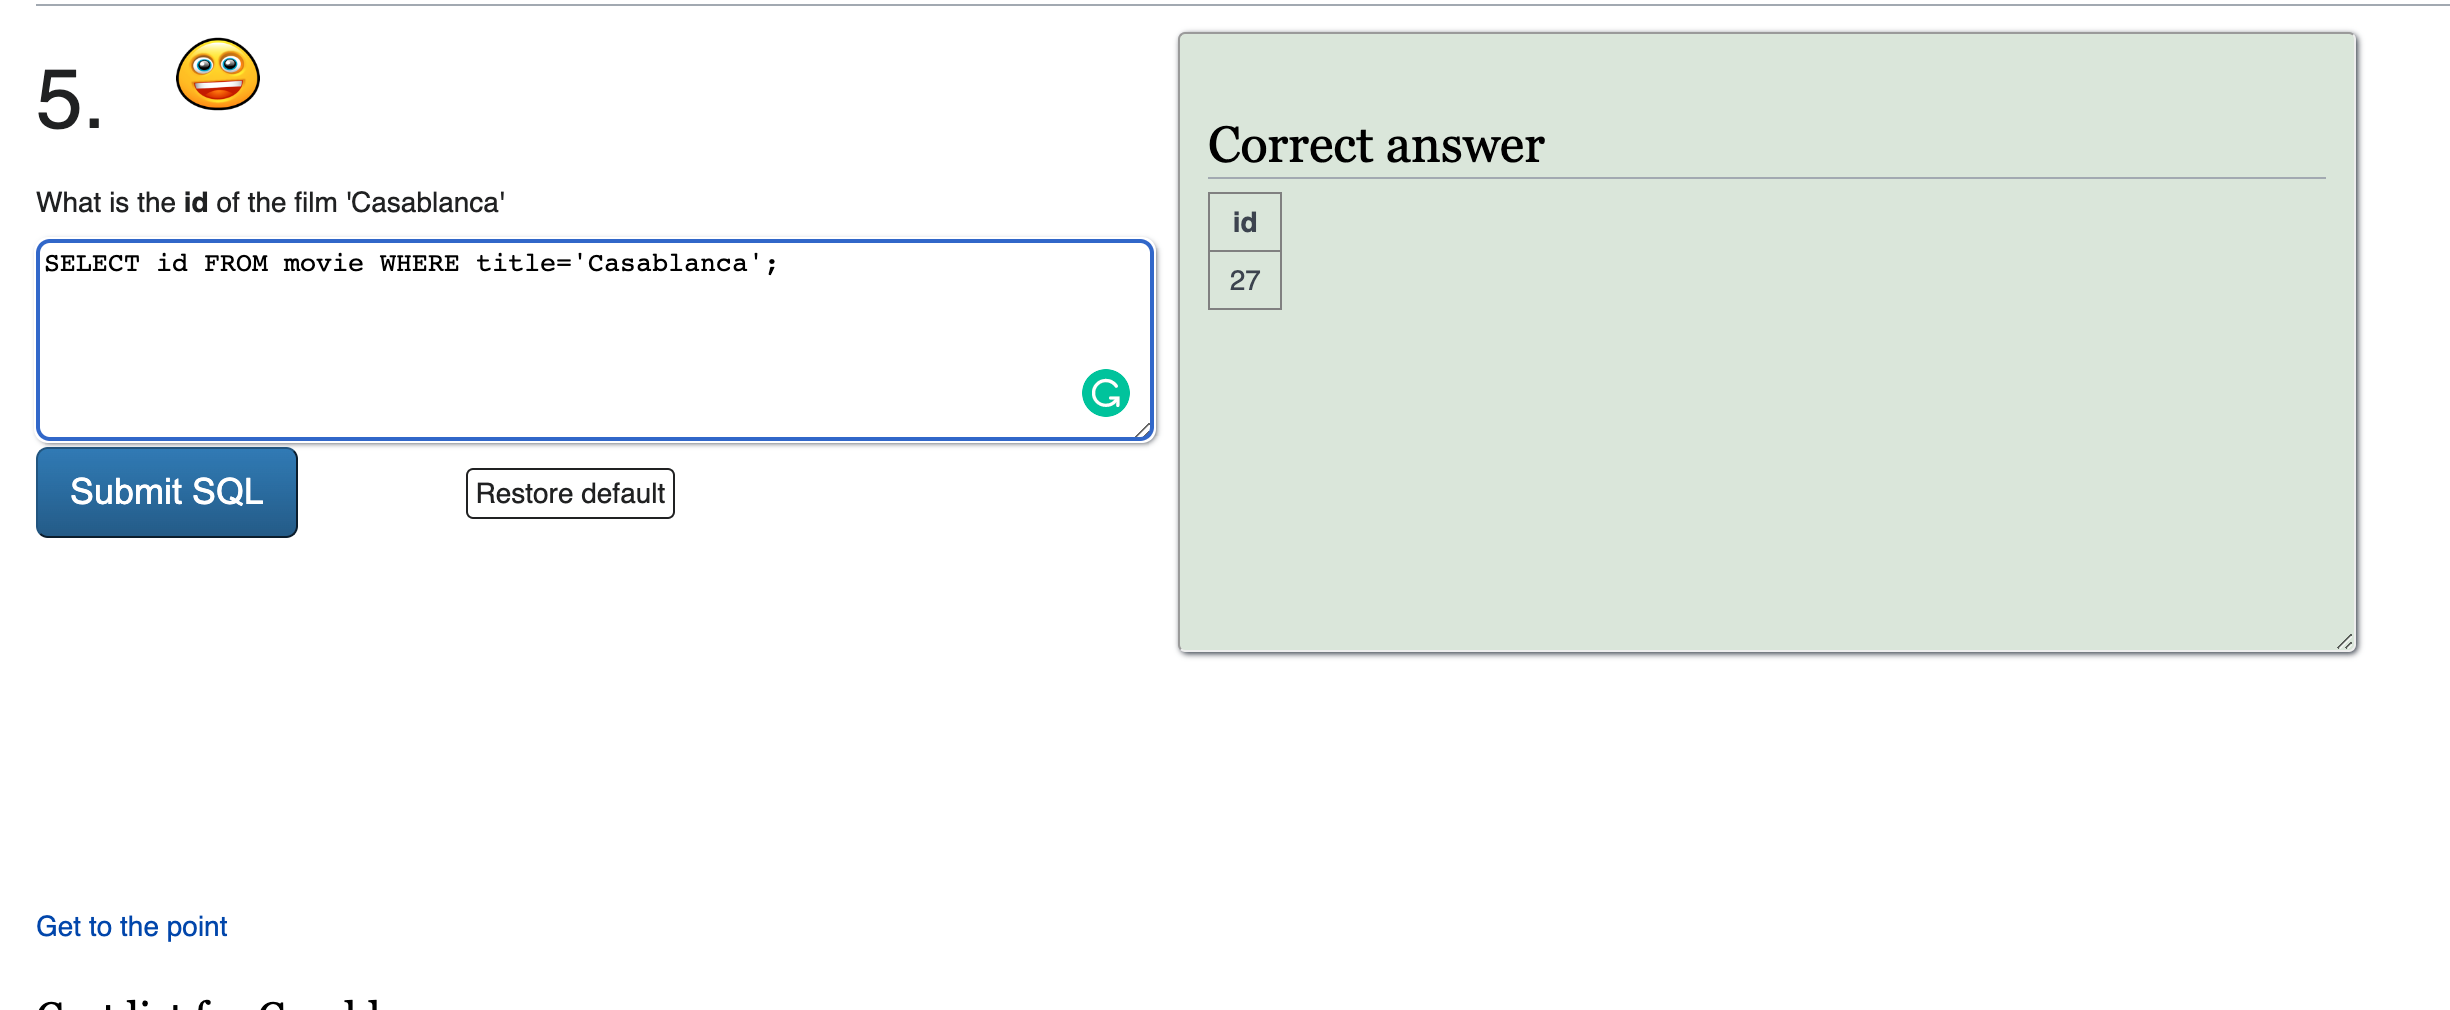 5.
What is the id of the film 'Casablanca'
SELECT id FROM movie WHERE title='Casablanca';
Submit SQL
Restore default
Correct answer
id
27
Get to the point